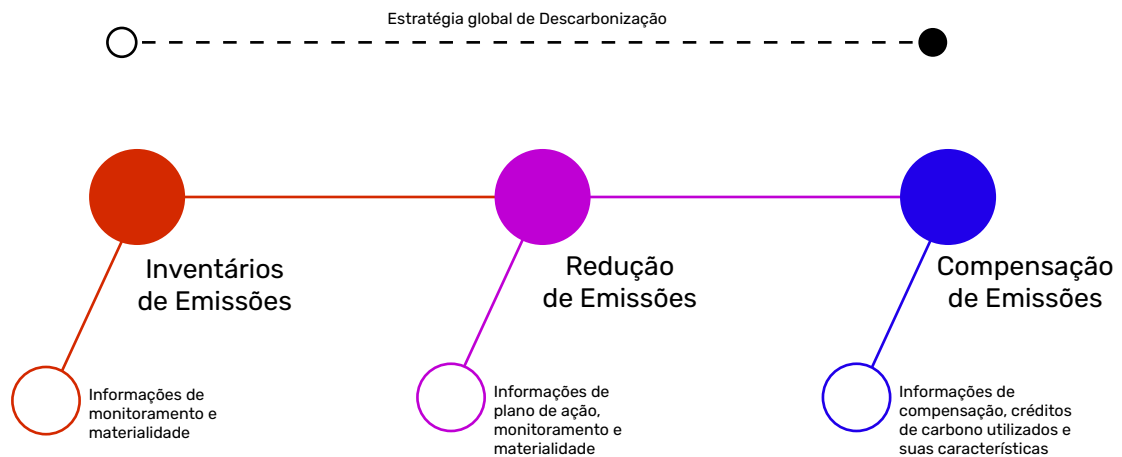 Estratégia global de Descarbonização
Inventários
de Emissões
Redução
de Emissões
Compensação
de Emissões
Informações de
monitoramento e
materialidade
Informações de
plano de ação,
monitoramento e
materialidade
Informações de
compensação, créditos
de carbono utilizados e
suas características